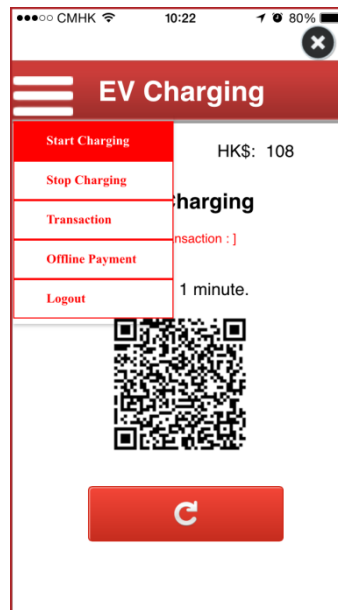 CMHK 10:22 80%
EV Charging
Start Charging
HK$: 108
Stop Charging
harging
Transaction
nsaction : ]
Offline Payment
1 minute.
Logout